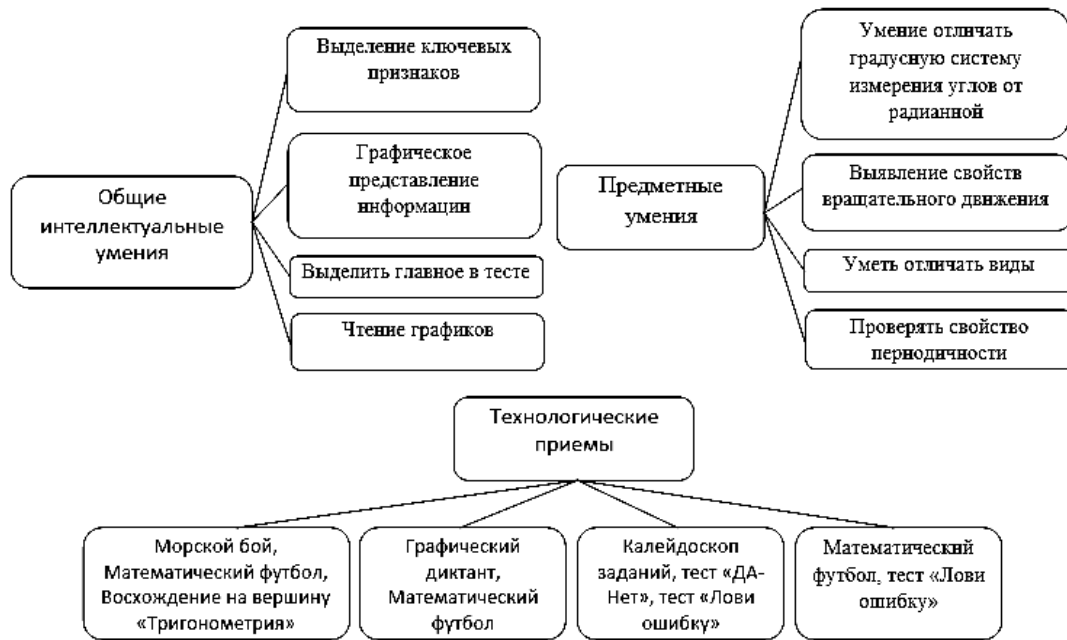 Общие
интеллектуальные
умения
Выделение ключевых
признаков
Графическое
представление
информации
Выделить главное в тесте
Чтение графиков
Предметные
умения
Умение отличать
градусную систему
измерения углов от
радианной
Выявление свойств
вращательного движения
Уметь отличать виды
Проверять свойство
периодичности
Технологические
приемы
Морской бой,
Математический футбол,
Восхождение на вершину
«Тригонометрия»
Графический
диктант,
Математический
футбол
Калейдоскоп
заданий, тест «ДА-
Нет», тест «Лови
ошибку»
Математический
футбол, тест «Лови
ошибку»